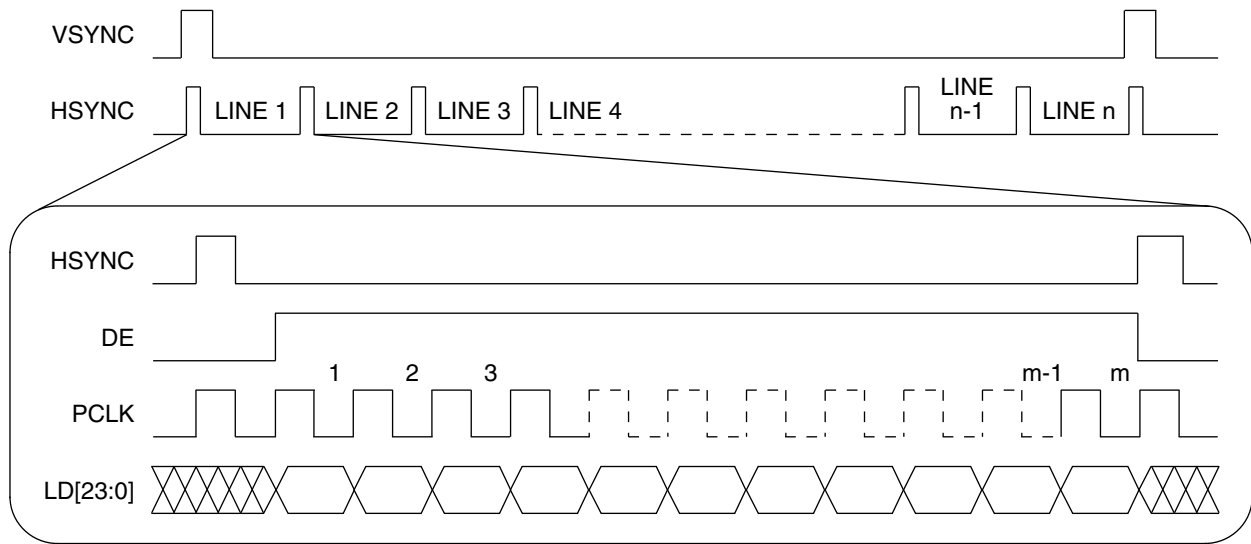 VSYNC
HSYNC LINE 1 LINE 2 LINE 3 LINE 4 LINE n-1 LINE n
HSYNC
DE
1 2 3 m-1 m
PCLK
LD[23:0]